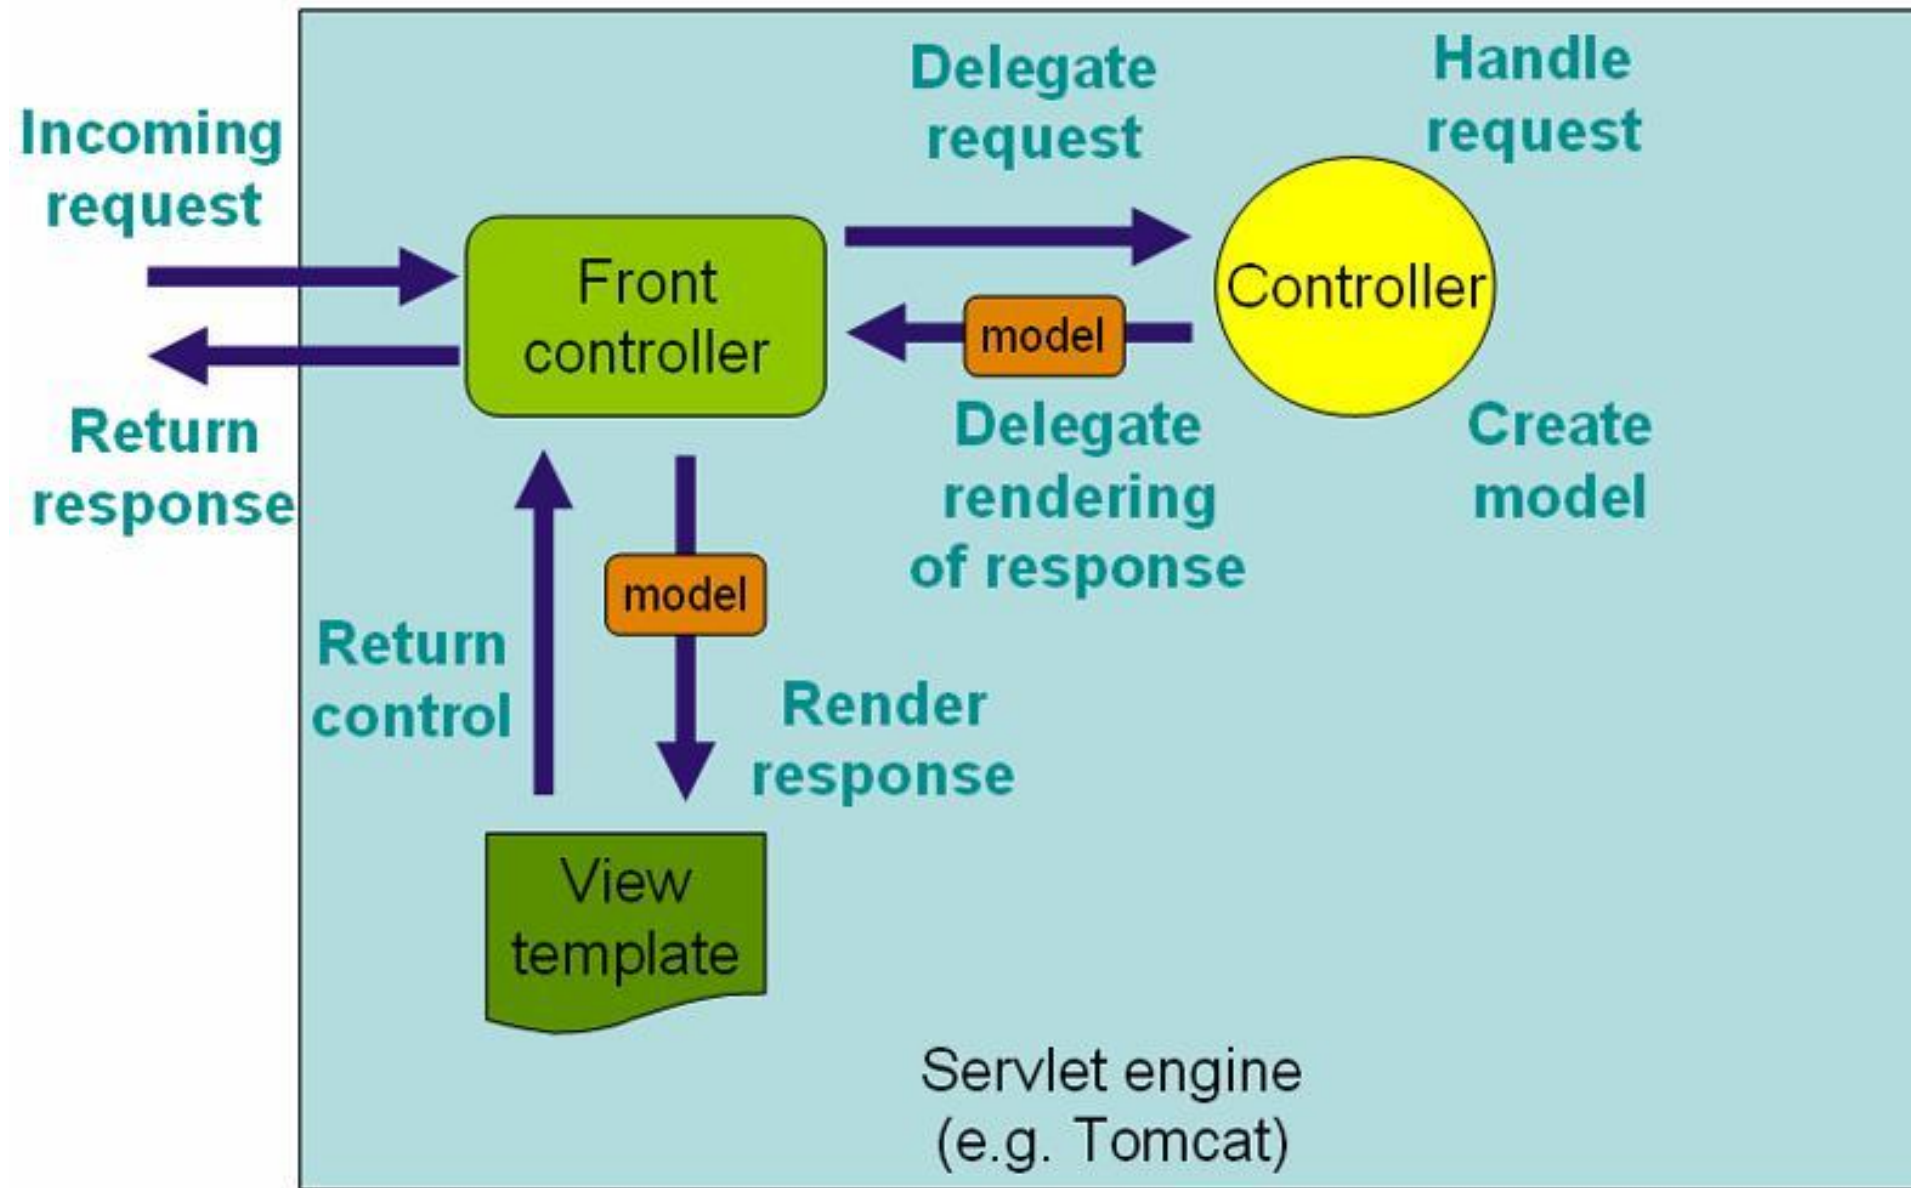 Incoming
request
Return
response
Front
controller
Delegate
request
Handle
request
Controller
model
Delegate
rendering
of response
Create
model
Return
control
model
Render
response
View
template
Servlet engine
(e.g. Tomcat)